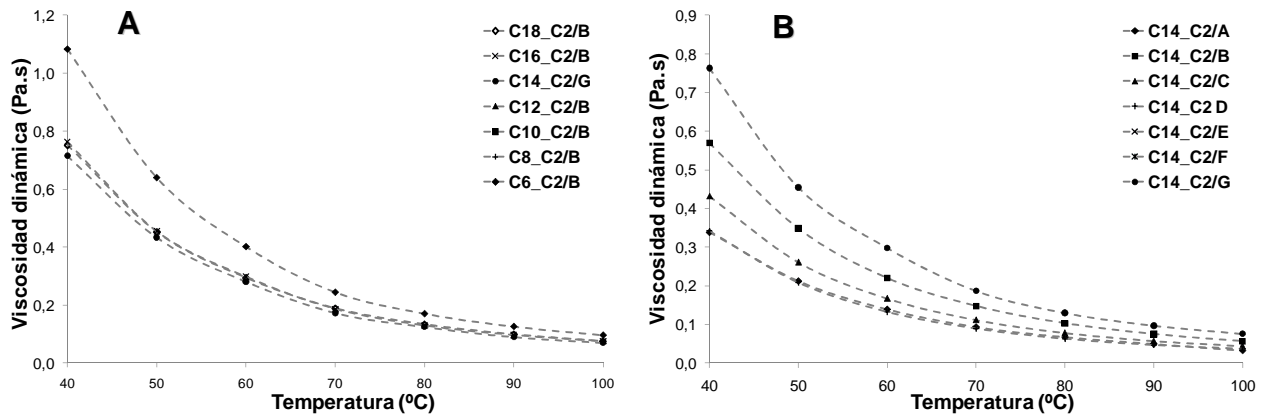 A
Viscosidad dinámica (Pa.s)
1,2
1,0
0,8
0,6
0,4
0,2
0,0
40 50 60 70 80 90 100
Temperatura (ºC)
C18_C2/B
C16_C2/B
C14_C2/G
C12_C2/B
C10_C2/B
C8_C2/B
C6_C2/B
B
Viscosidad dinámica (Pa.s)
0,9
0,8
0,7
0,6
0,5
0,4
0,3
0,2
0,1
0,0
40 50 60 70 80 90 100
Temperatura (ºC)
C14_C2/A
C14_C2/B
C14_C2/C
C14_C2 D
C14_C2/E
C14_C2/F
C14_C2/G